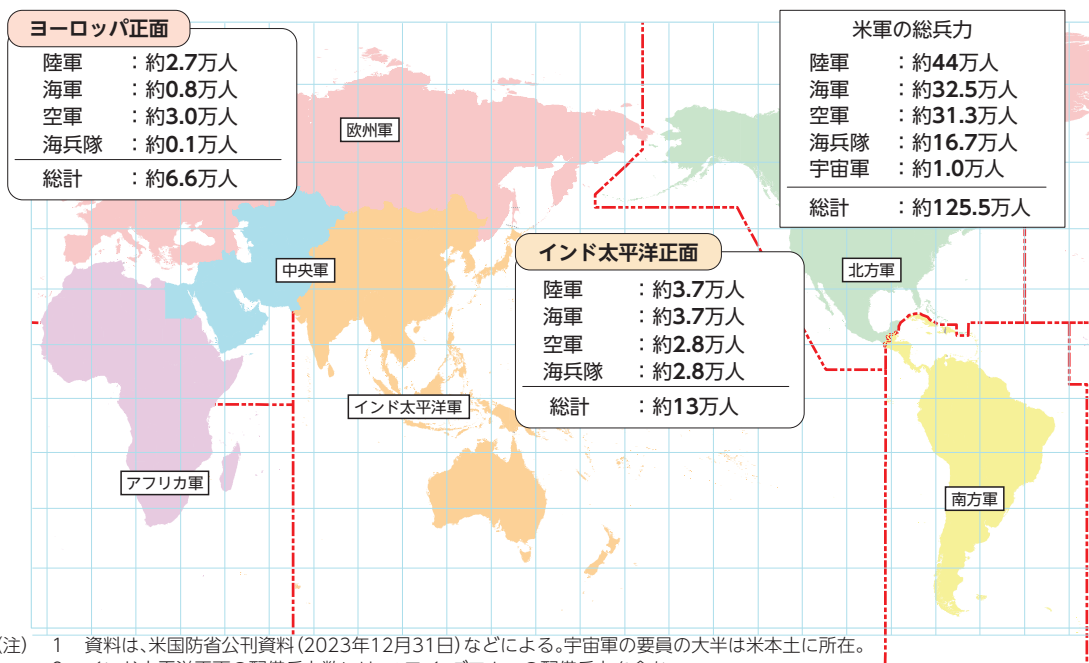 ヨーロッパ正面
陸軍 :約2.7万人
海軍 :約0.8万人
空軍 :約3.0万人
海兵隊 :約0.1万人
総計 :約6.6万人
米軍の総兵力
陸軍 :約44万人
海軍 :約32.5万人
空軍 :約31.3万人
海兵隊 :約16.7万人
宇宙軍 :約1.0万人
総計 :約125.5万人
欧州軍
中央軍
北方軍
インド太平洋正面
陸軍 :約3.7万人
海軍 :約3.7万人
空軍 :約2.8万人
海兵隊 :約2.8万人
総計 :約13万人
インド太平洋軍
アフリカ軍
南方軍
(注) 1 資料は、米国防省公刊資料(2023年12月31日)などによる。宇宙軍の要員の大半は米本土に所在。